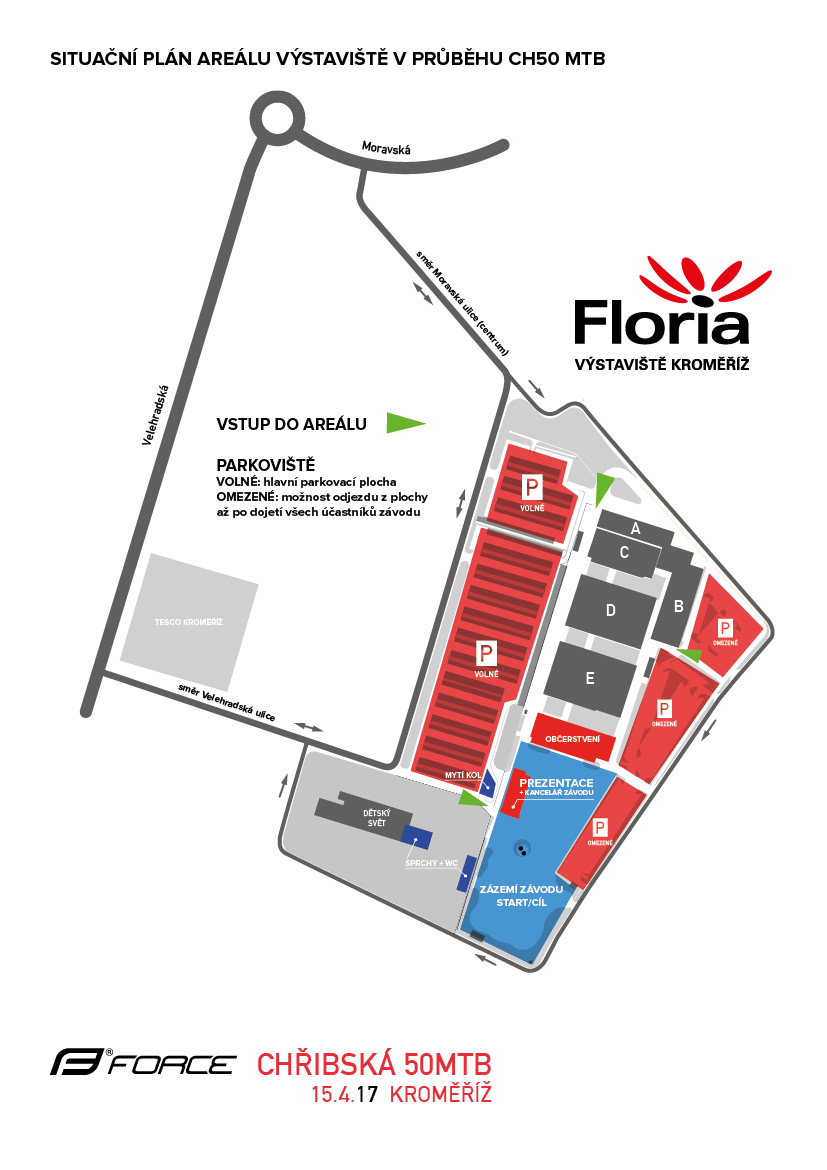 SITUAČNÍ PLÁN AREÁLU VÝSTAVIŠTĚ V PRŮBĚHU CH50 MTB
Moravská
směr Moravská ulice (centrum)
Floria
VÝSTAVIŠTĚ KROMĚŘÍŽ
Velehradská
VSTUP DO AREÁLU
PARKOVIŠTĚ
VOLNÉ: hlavní parkovací plocha
OMEZENÉ: možnost odjezdu z plochy
až po dojetí všech účastníků závodu
P
VOLNÉ
A
C
B
D
E
P
VOLNÉ
P
OMEZENÉ
P
OMEZENÉ
P
OMEZENÉ
TESCO KROMĚŘÍŽ
směr Velehradská ulice
OBČERSTVENÍ
MYTÍ KOL
PREZENTACE
+ KANCELÁŘ ZÁVODU
DĚTSKÝ
SVĚT
SPRCHY + WC
ZÁZEMÍ ZÁVODU
START/CÍL
® FORCE
CHŘIBSKÁ 50MTB
15.4.17 KROMĚŘÍŽ